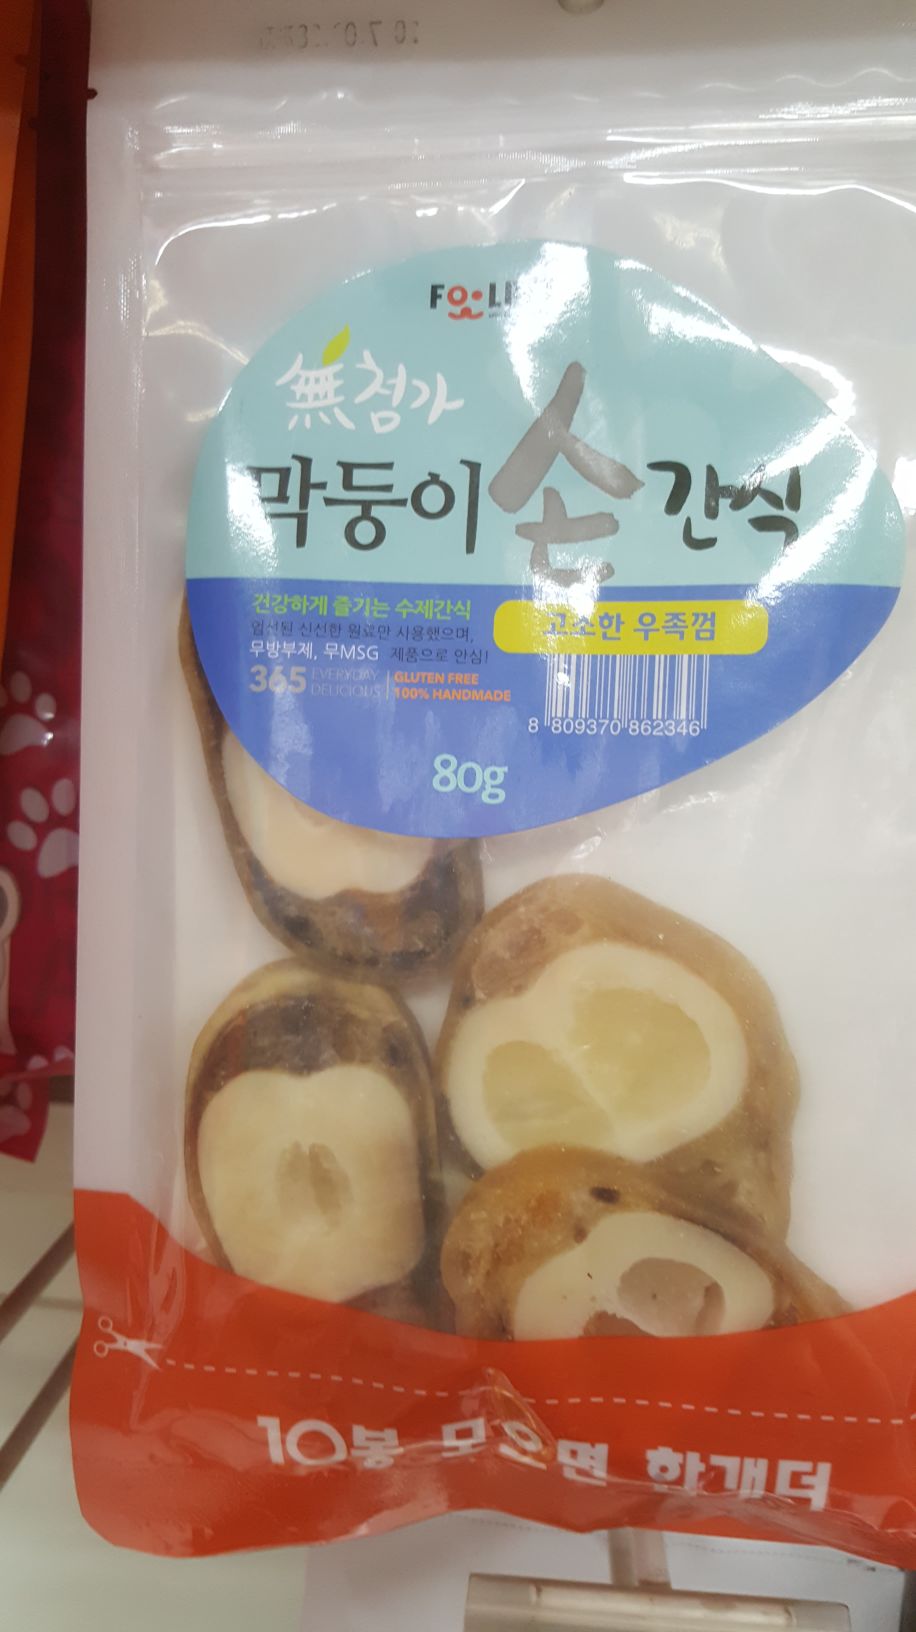 無첨가
막둥이 손 간식
건강하게 즐기는 수제간식
엄선된 신선한 원료만 사용했으며,
무방부제, 무MSG 제품으로 안심!
365 EVERYDAY DELICIOUS
GLUTEN FREE
100% HANDMADE
고소한 우족껌
8 809370 862346
80g
10봉 모으면 한개더